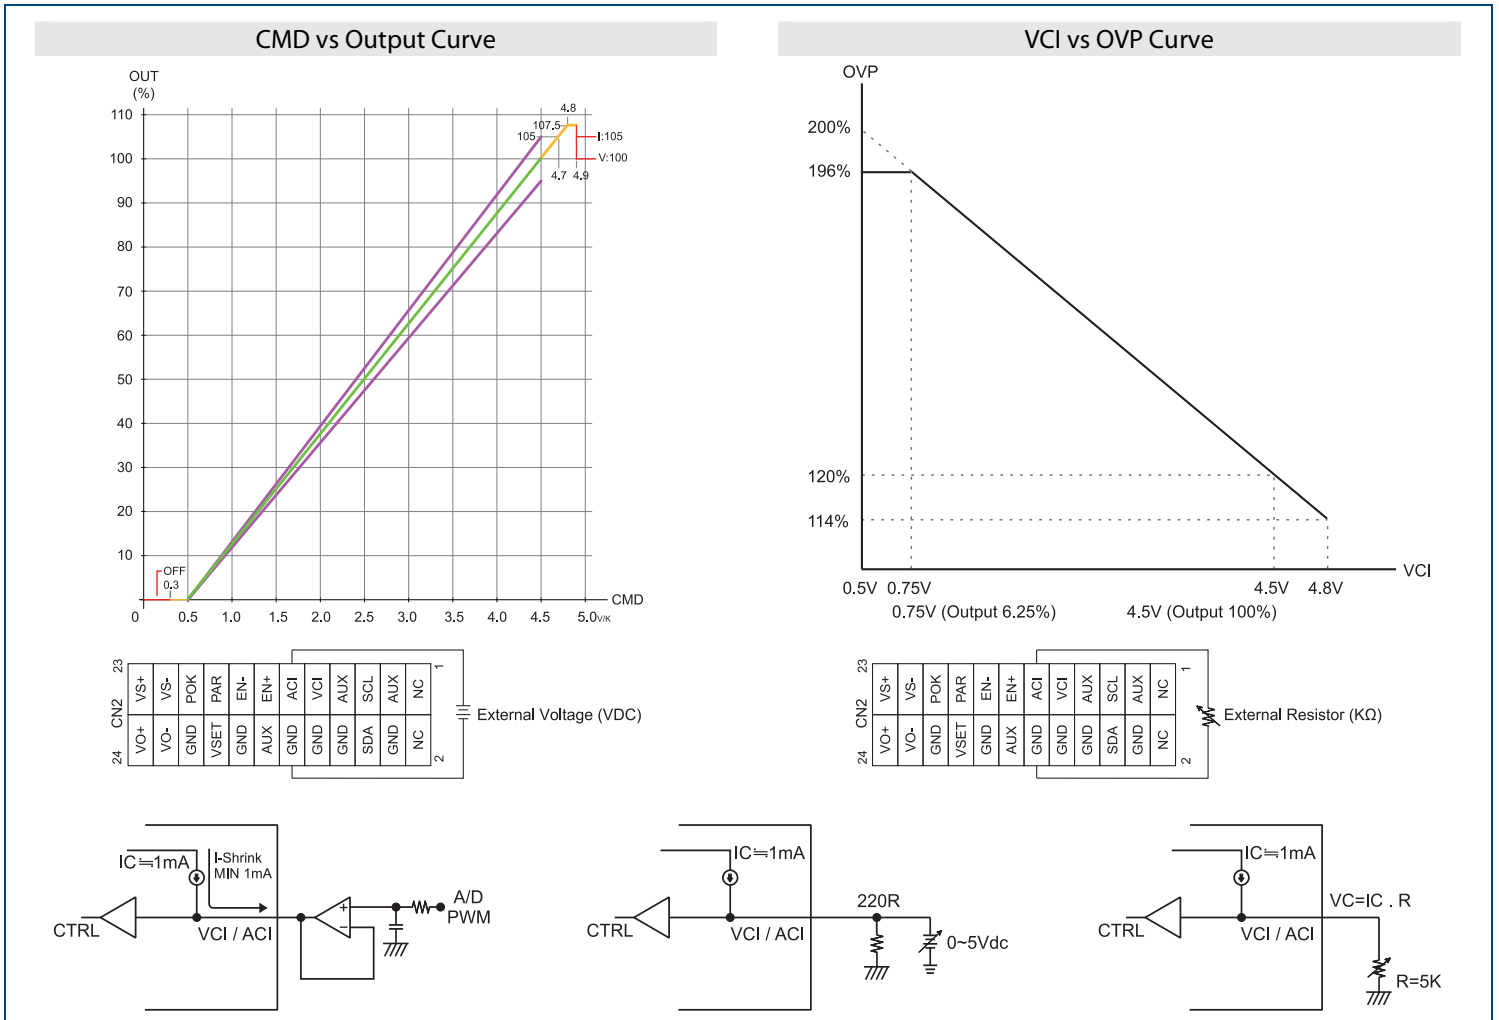 CMD vs Output Curve
OUT
(%)
110
100
90
80
70
60
50
40
30
20
10
105
107.5
4.8
I:105
V:100
4.7
4.9
OFF
0.3
CMD
0
0.5
1.0
1.5
2.0
2.5
3.0
3.5
4.0
4.5
5.0V/K
VCI vs OVP Curve
OVP
200%
196%
120%
114%
VCI
0.5V
0.75V
4.5V
4.8V
0.75V (Output 6.25%)
4.5V (Output 100%)
23
CN2
24
VS+
VS-
POK
PAR
EN-
EN+
ACI
VCI
AUX
SCL
AUX
NC
1
VO+
VO-
GND
VSET
GND
AUX
GND
GND
GND
SDA
GND
NC
2
External Voltage (VDC)
23
CN2
24
VS+
VS-
POK
PAR
EN-
EN+
ACI
VCI
AUX
SCL
AUX
NC
1
VO+
VO-
GND
VSET
GND
AUX
GND
GND
GND
SDA
GND
NC
2
External Resistor (KΩ)
IC≒1mA
I-Shrink
MIN 1mA
CTRL
VCI / ACI
+
−
A/D
PWM
IC≒1mA
CTRL
VCI / ACI
220R
0~5Vdc
IC≒1mA
CTRL
VCI / ACI
VC=IC . R
R=5K